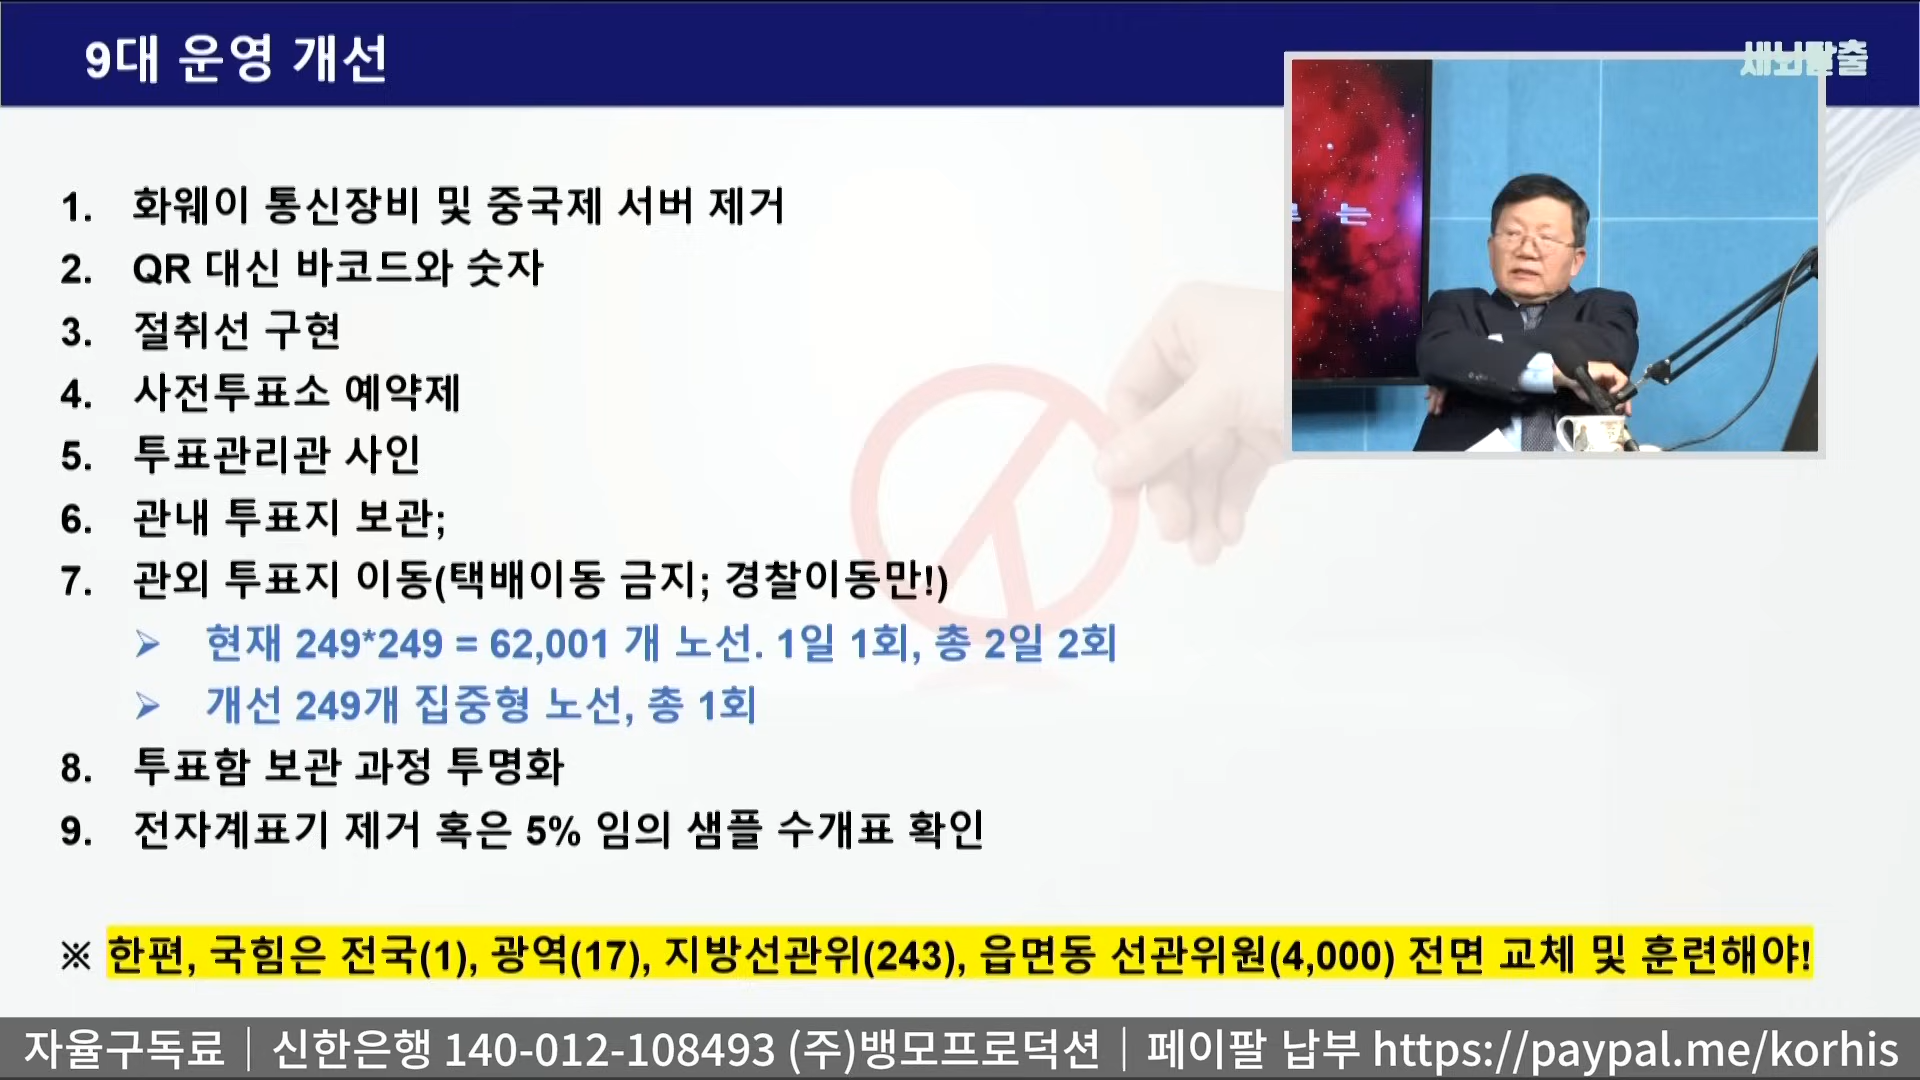 9대 운영 개선
세뇌탈출
1. 화웨이 통신장비 및 중국제 서버 제거
2. QR 대신 바코드와 숫자
3. 절취선 구현
4. 사전투표소 예약제
5. 투표관리관 사인
6. 관내 투표지 보관;
7. 관외 투표지 이동(택배이동 금지; 경찰이동만!)
➢ 현재 249*249 = 62,001 개 노선. 1일 1회, 총 2일 2회
➢ 개선 249개 집중형 노선, 총 1회
8. 투표함 보관 과정 투명화
9. 전자계표기 제거 혹은 5% 임의 샘플 수개표 확인
※ 한편, 국힘은 전국(1), 광역(17), 지방선관위(243), 읍면동 선관위원(4,000) 전면 교체 및 훈련해야!
자율구독료｜신한은행 140-012-108493 (주)뱅모프로덕션｜페이팔 납부 https://paypal.me/korhis